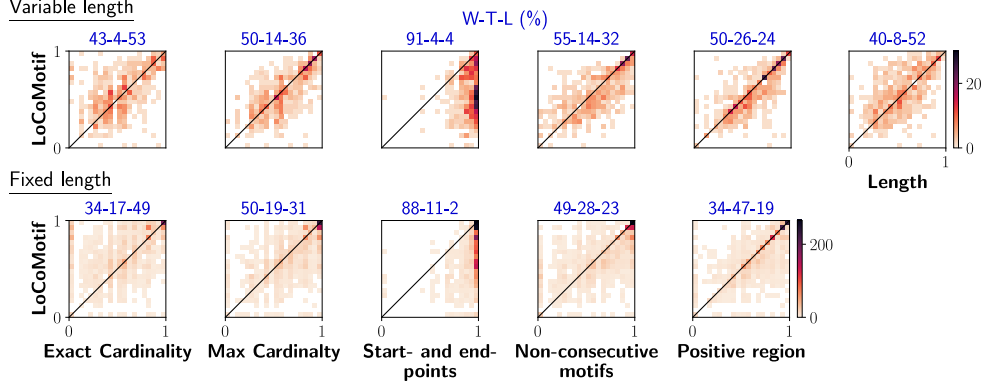 Variable length
W-T-L (%)
43-4-53 50-14-36 91-4-4 55-14-32 50-26-24 40-8-52
1
LoCoMotif
0
20
0
0 1
Length
Fixed length
34-17-49 50-19-31 88-11-2 49-28-23 34-47-19
1
LoCoMotif
0
200
0
0 1 0 1 0 1 0 1 0 1
Exact Cardinality Max Cardinalty Start- and end- Non-consecutive Positive region
points motifs